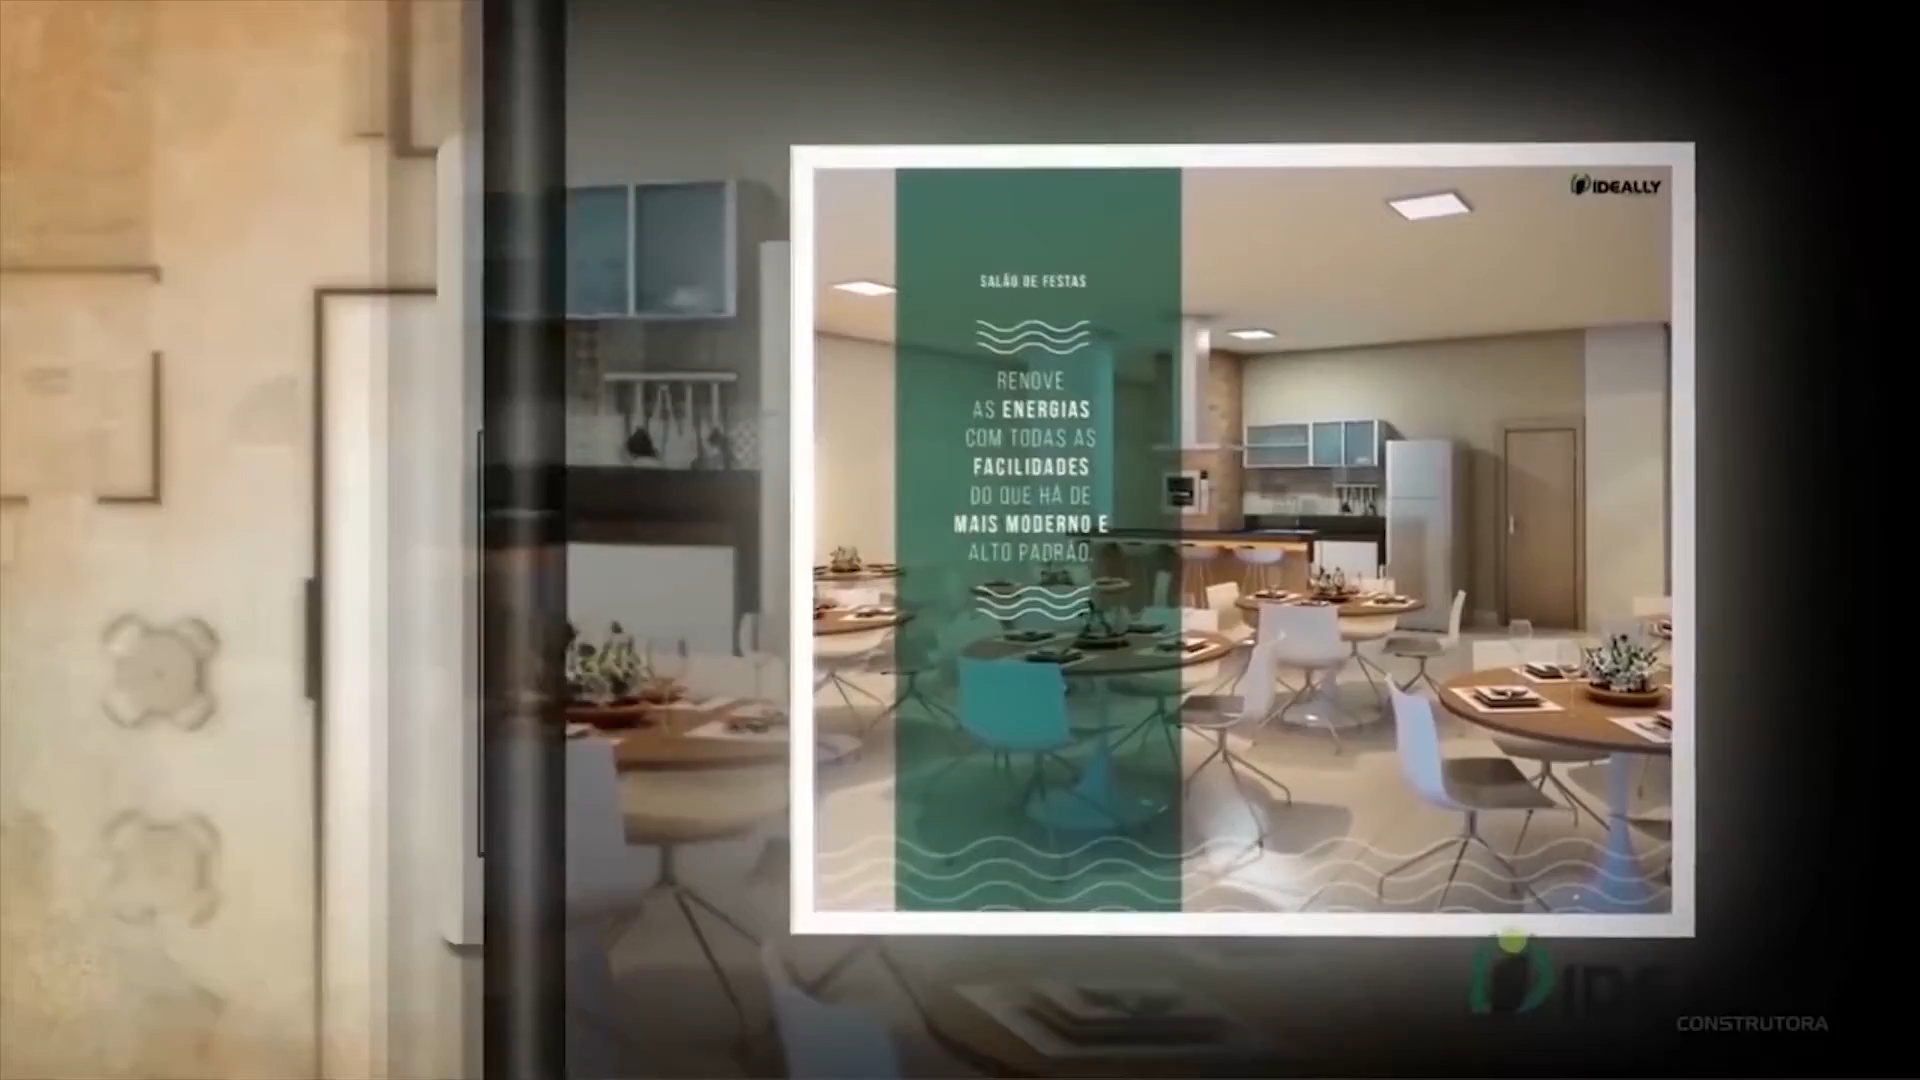 IDEALLY
SALÃO DE FESTAS
RENOVE
AS ENERGIAS
COM TODAS AS
FACILIDADES
DO QUE HÁ DE
MAIS MODERNO E
ALTO PADRÃO.
CONSTRUTORA